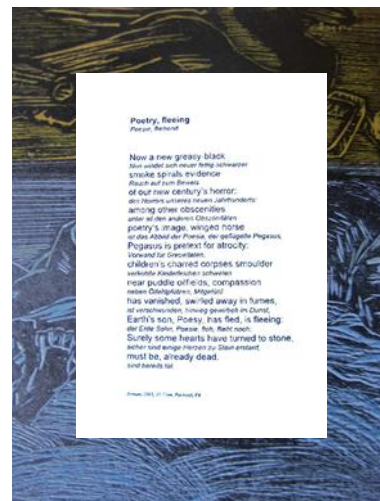 Poetry, fleeing
Poesie, fliehend
Now a new greasy black
Nun windet sich neuer fettig schwarzer
smoke spirals evidence
Rauch auf zum Beweis
of our new century's horror:
des Horrors unseres neuen Jahrhunderts:
among other obscenities
unter all den anderen Obszönitäten
poetry's image, winged horse
ist das Abbild der Poesie, der geflügelte Pegasus,
Pegasus is pretext for atrocity:
Vorwand für Greueltaten.
children's charred corpses smoulder
verkohlte Kinderleichen schwelen
near puddle oilfields, compassion
neben Ölfeldpfützen, Mitgefühl
has vanished, swirled away in fumes,
ist verschwunden, hinweg gewirbelt im Dunst,
Earth's son, Poesy, has fled, is fleeing:
der Erde Sohn, Poesie, floh, flieht noch:
Surely some hearts have turned to stone,
sicher sind einige Herzen zu Stein erstarrt,
must be, already dead.
sind bereits tot.